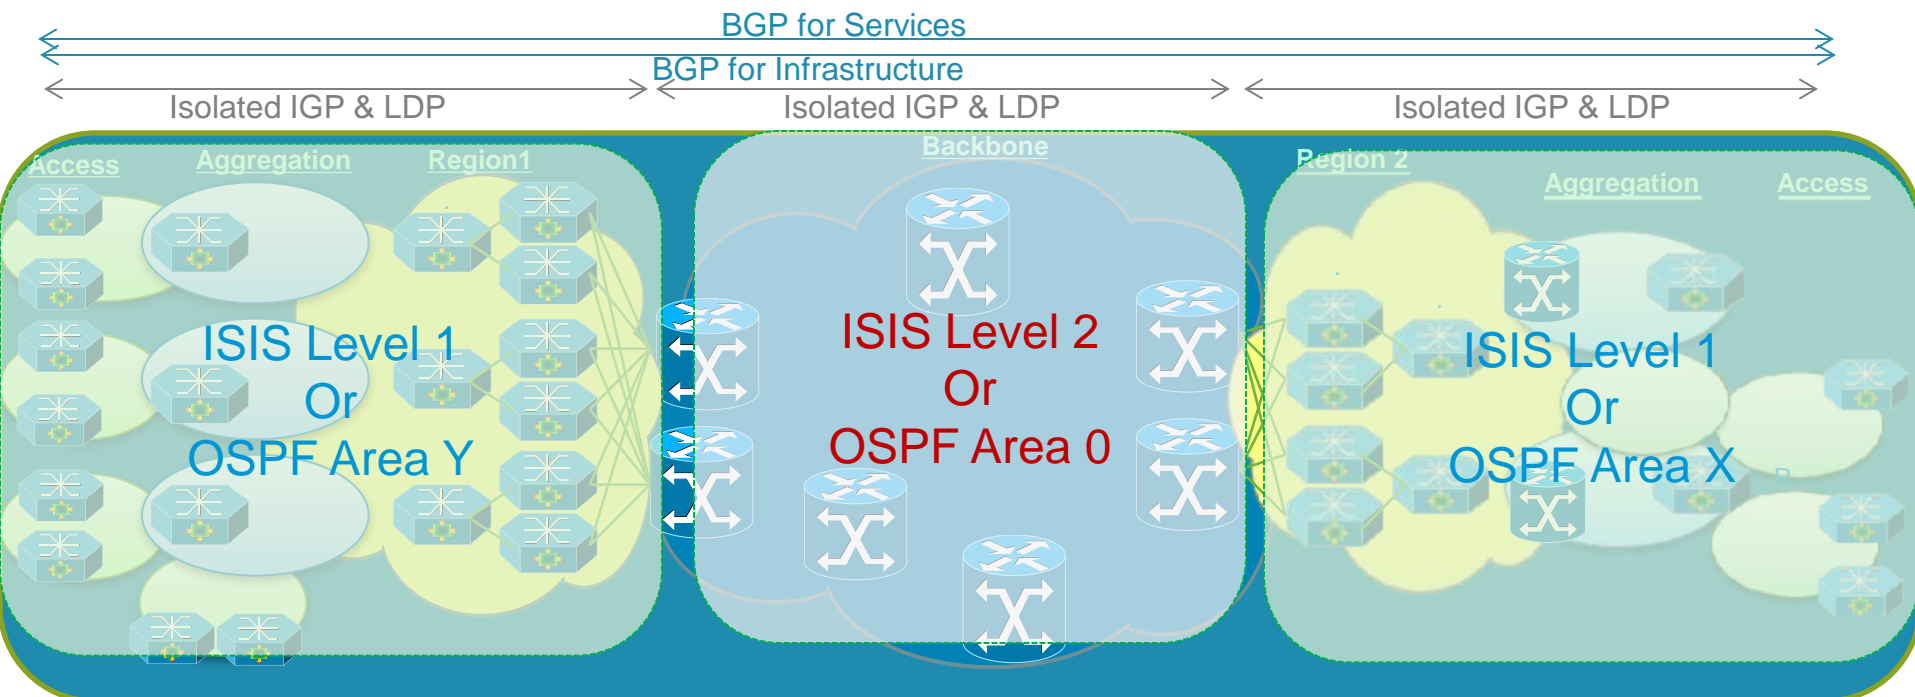 BGP for Services
BGP for Infrastructure
Isolated IGP & LDP
Isolated IGP & LDP
Isolated IGP & LDP
Access
Aggregation
Region1
Backbone
Region 2
Aggregation
Access
ISIS Level 1
Or
OSPF Area Y
ISIS Level 2
Or
OSPF Area 0
ISIS Level 1
Or
OSPF Area X
R